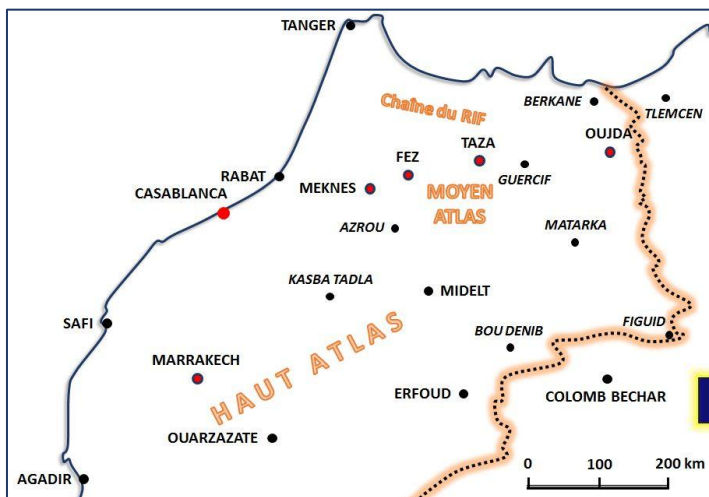 TANGER
Chaîne du RIF
BERKANE
TLEMCEN
OUJDA
TAZA
FEZ
GUERCIF
RABAT
MEKNES
MOYEN
ATLAS
CASABLANCA
AZROU
MATARKA
KASBA TADLA
MIDELT
SAFI
BOU DENIB
FIGUID
MARRAKECH
HAUT ATLAS
ERFOUD
COLOMB BECHAR
OUARZAZATE
AGADIR
0 100 200 km